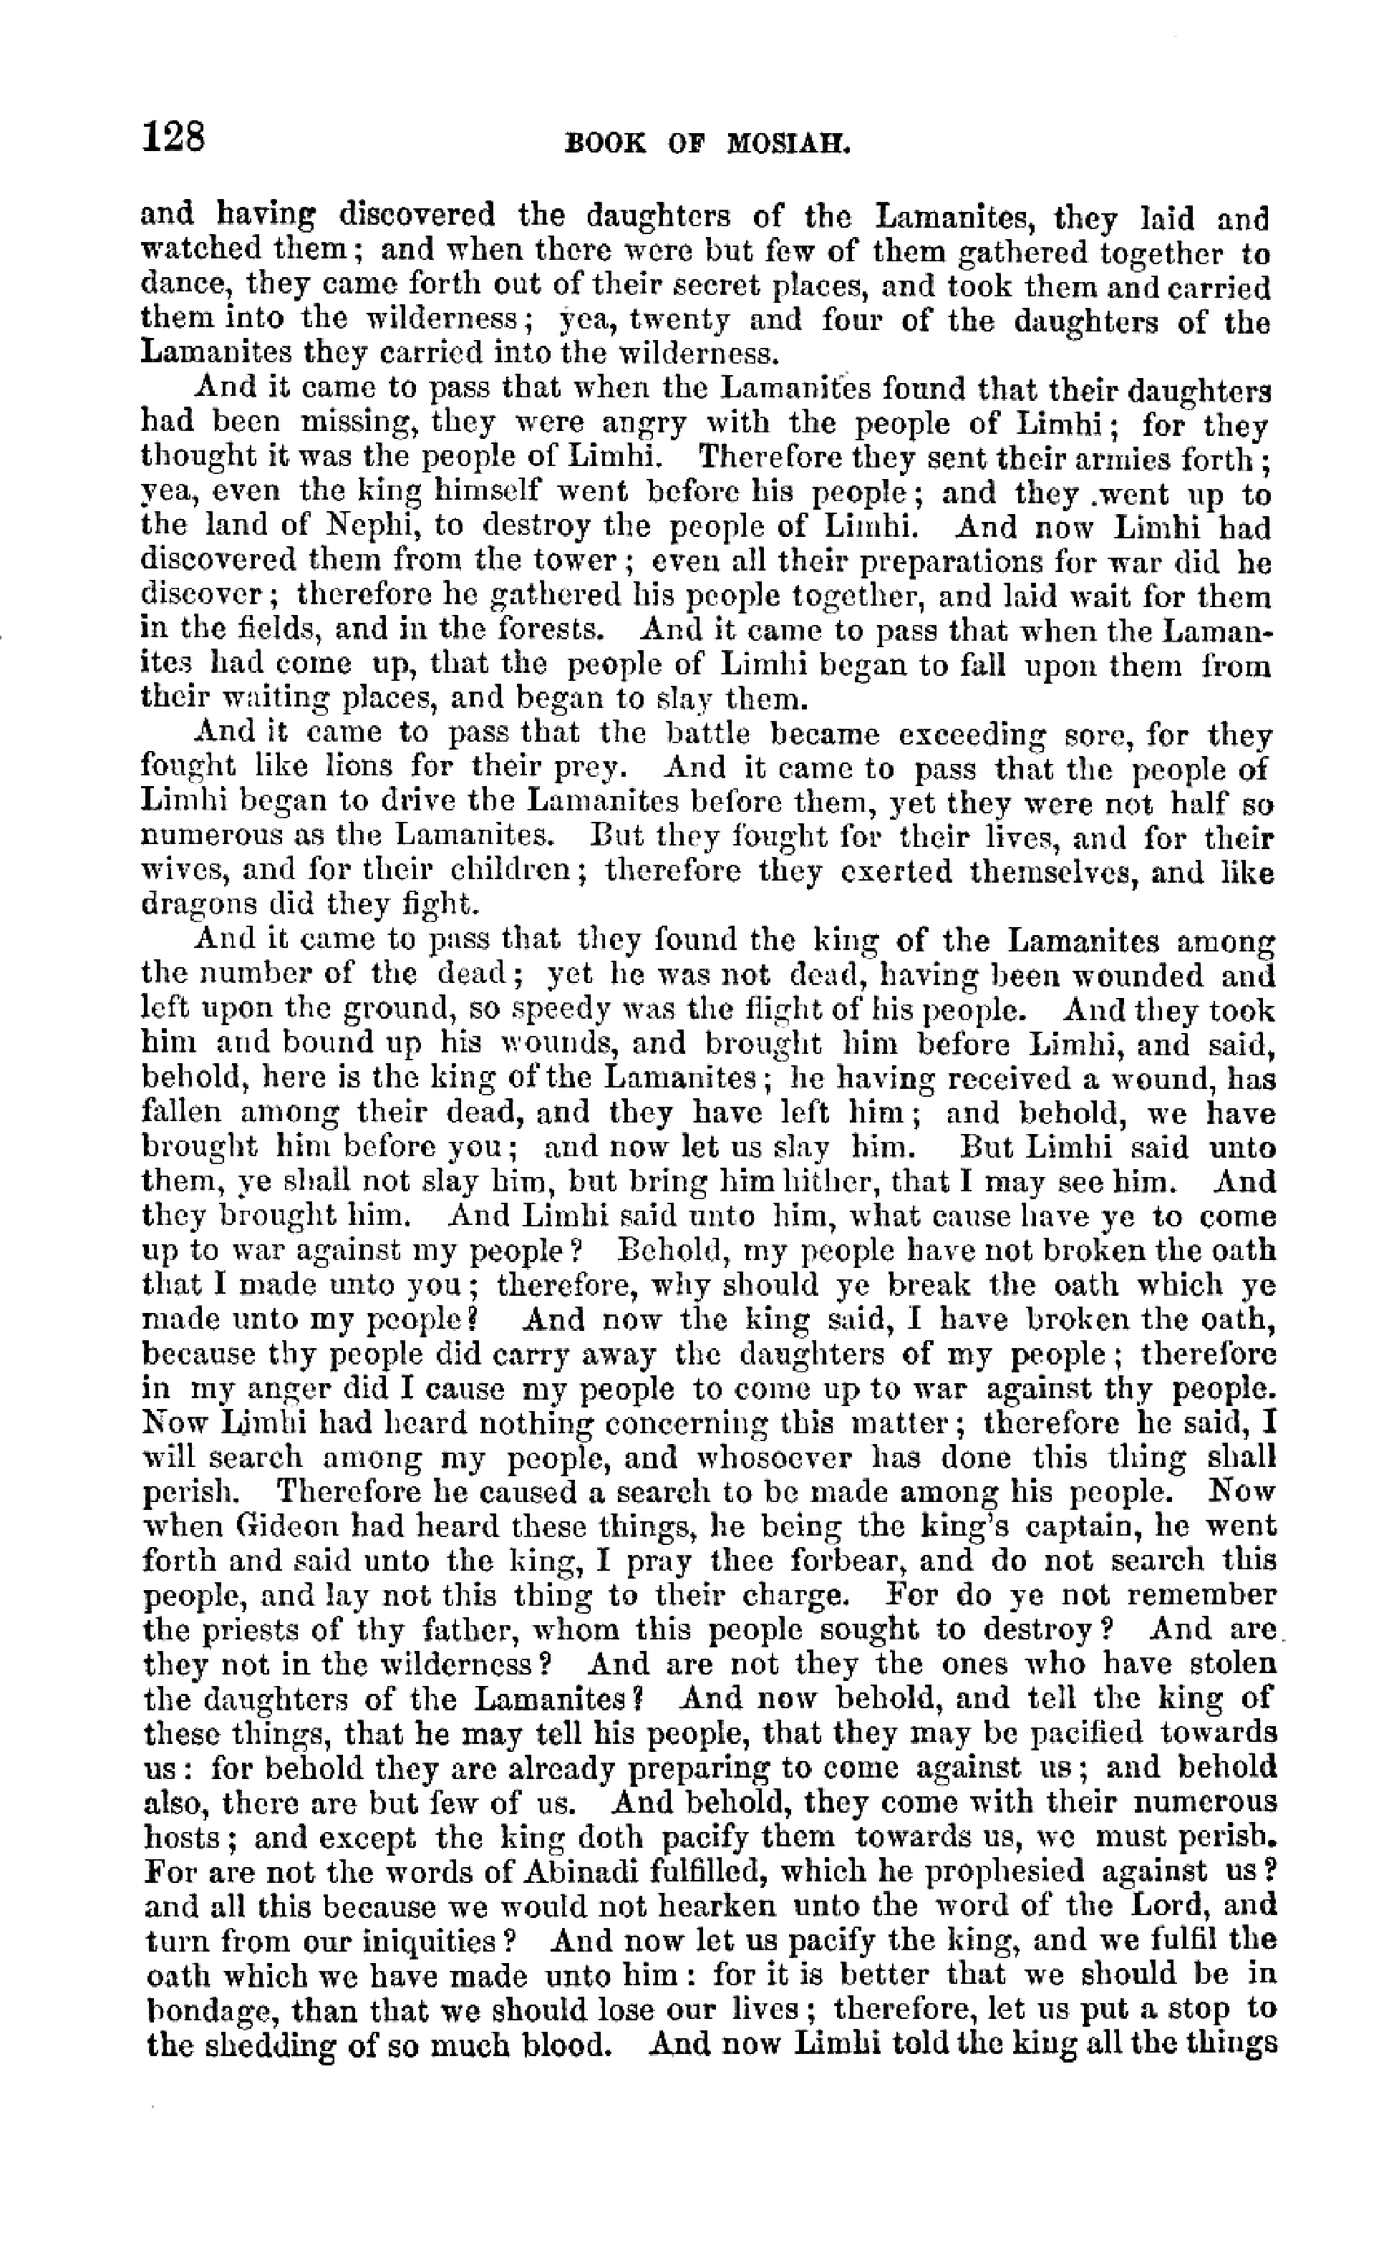 128 BOOK OF MOSIAH.
and having discovered the daughters of the Lamanites, they laid and
watched them; and when there were but few of them gathered together to
dance, they came forth out of their secret places, and took them and carried
them into the wilderness; yea, twenty and four of the daughters of the
Lamanites they carried into the wilderness.
And it came to pass that when the Lamanites found that their daughters
had been missing, they were angry with the people of Limhi; for they
thought it was the people of Limhi. Therefore they sent their armies forth;
yea, even the king himself went before his people; and they went up to
the land of Nephi, to destroy the people of Limhi. And now Limhi had
discovered them from the tower; even all their preparations for war did he
discover; therefore he gathered his people together, and laid wait for them
in the fields, and in the forests. And it came to pass that when the Laman-
ites had come up, that the people of Limhi began to fall upon them from
their waiting places, and began to slay them.
And it came to pass that the battle became exceeding sore, for they
fought like lions for their prey. And it came to pass that the people of
Limhi began to drive the Lamanites before them, yet they were not half so
numerous as the Lamanites. But they fought for their lives, and for their
wives, and for their children; therefore they exerted themselves, and like
dragons did they fight.
And it came to pass that they found the king of the Lamanites among
the number of the dead; yet he was not dead, having been wounded and
left upon the ground, so speedy was the flight of his people. And they took
him and bound up his wounds, and brought him before Limhi, and said,
behold, here is the king of the Lamanites; he having received a wound, has
fallen among their dead, and they have left him; and behold, we have
brought him before you; and now let us slay him. But Limhi said unto
them, ye shall not slay him, but bring him hither, that I may see him. And
they brought him. And Limhi said unto him, what cause have ye to come
up to war against my people? Behold, my people have not broken the oath
that I made unto you; therefore, why should ye break the oath which ye
made unto my people? And now the king said, I have broken the oath,
because thy people did carry away the daughters of my people; therefore
in my anger did I cause my people to come up to war against thy people.
Now Limhi had heard nothing concerning this matter; therefore he said, I
will search among my people, and whosoever has done this thing shall
perish. Therefore he caused a search to be made among his people. Now
when Gideon had heard these things, he being the king's captain, he went
forth and said unto the king, I pray thee forbear, and do not search this
people, and lay not this thing to their charge. For do ye not remember
the priests of thy father, whom this people sought to destroy? And are
they not in the wilderness? And are not they the ones who have stolen
the daughters of the Lamanites? And now behold, and tell the king of
these things, that he may tell his people, that they may be pacified towards
us: for behold they are already preparing to come against us; and behold
also, there are but few of us. And behold, they come with their numerous
hosts; and except the king doth pacify them towards us, we must perish.
For are not the words of Abinadi fulfilled, which he prophesied against us?
and all this because we would not hearken unto the word of the Lord, and
turn from our iniquities? And now let us pacify the king, and we fulfil the
oath which we have made unto him: for it is better that we should be in
bondage, than that we should lose our lives; therefore, let us put a stop to
the shedding of so much blood. And now Limhi told the king all the things